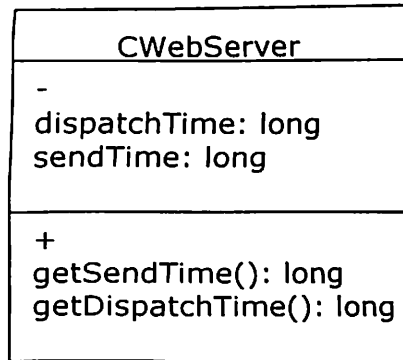 CWebServer
-
dispatchTime: long
sendTime: long
+
getSendTime(): long
getDispatchTime(): long